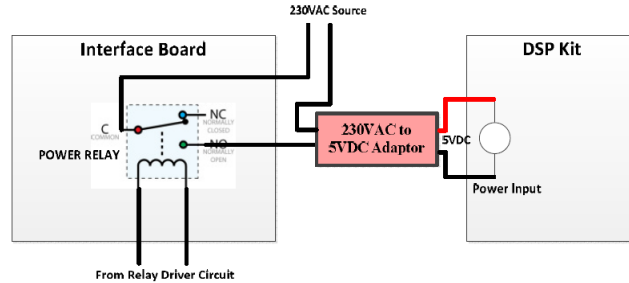 230VAC Source
Interface Board
DSP Kit
NC
NORMALLY
CLOSED
C
COMMON
POWER RELAY
NO
NORMALLY
OPEN
230VAC to
5VDC Adaptor
5VDC
Power Input
From Relay Driver Circuit